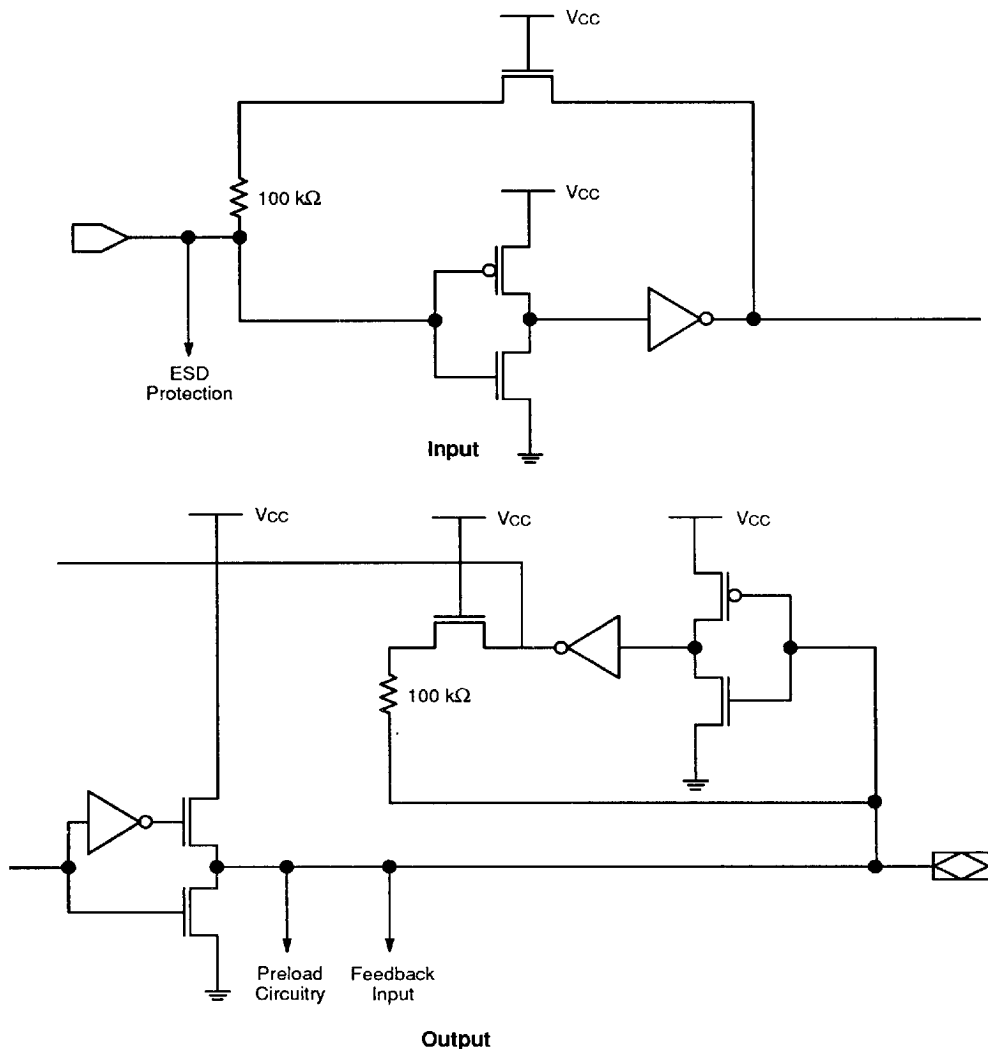 VCC
100 kΩ
VCC
ESD
Protection
Input
VCC
VCC
VCC
100 kΩ
Preload
Circuitry
Feedback
Input
Output